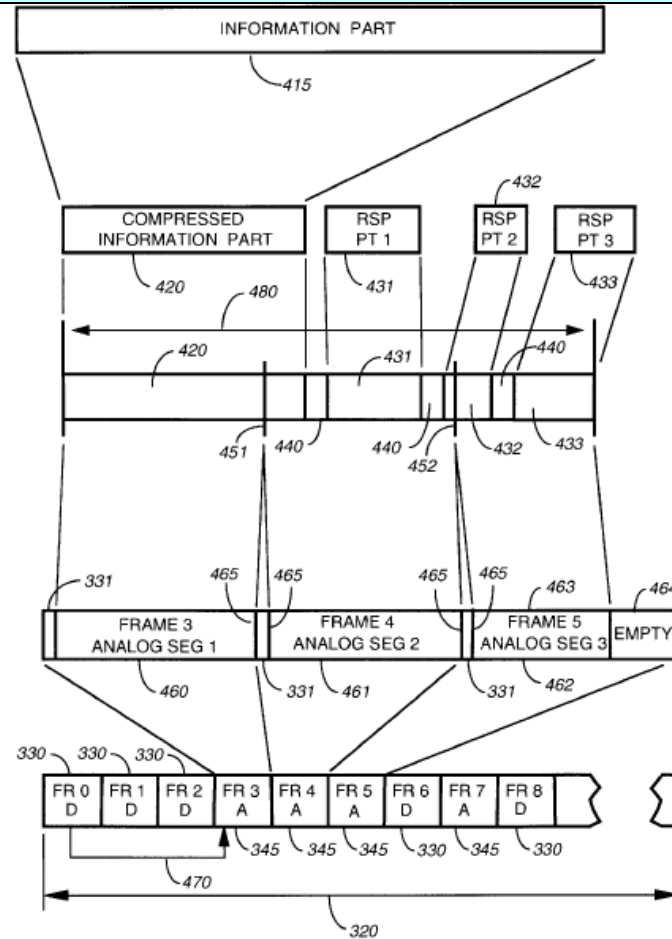 INFORMATION PART
415
432
COMPRESSED
INFORMATION PART
RSP
PT 1
RSP
PT 2
RSP
PT 3
420
480
431
433
420
431
440
451
440
440
452
432
433
331
465
465
465
465
463
464
FRAME 3
ANALOG SEG 1
FRAME 4
ANALOG SEG 2
FRAME 5
ANALOG SEG 3
EMPTY
460
331
461
331
462
330
330
330
FR 0
D
FR 1
D
FR 2
D
FR 3
A
FR 4
A
FR 5
A
FR 6
D
FR 7
A
FR 8
D
345
345
345
330
345
330
470
320